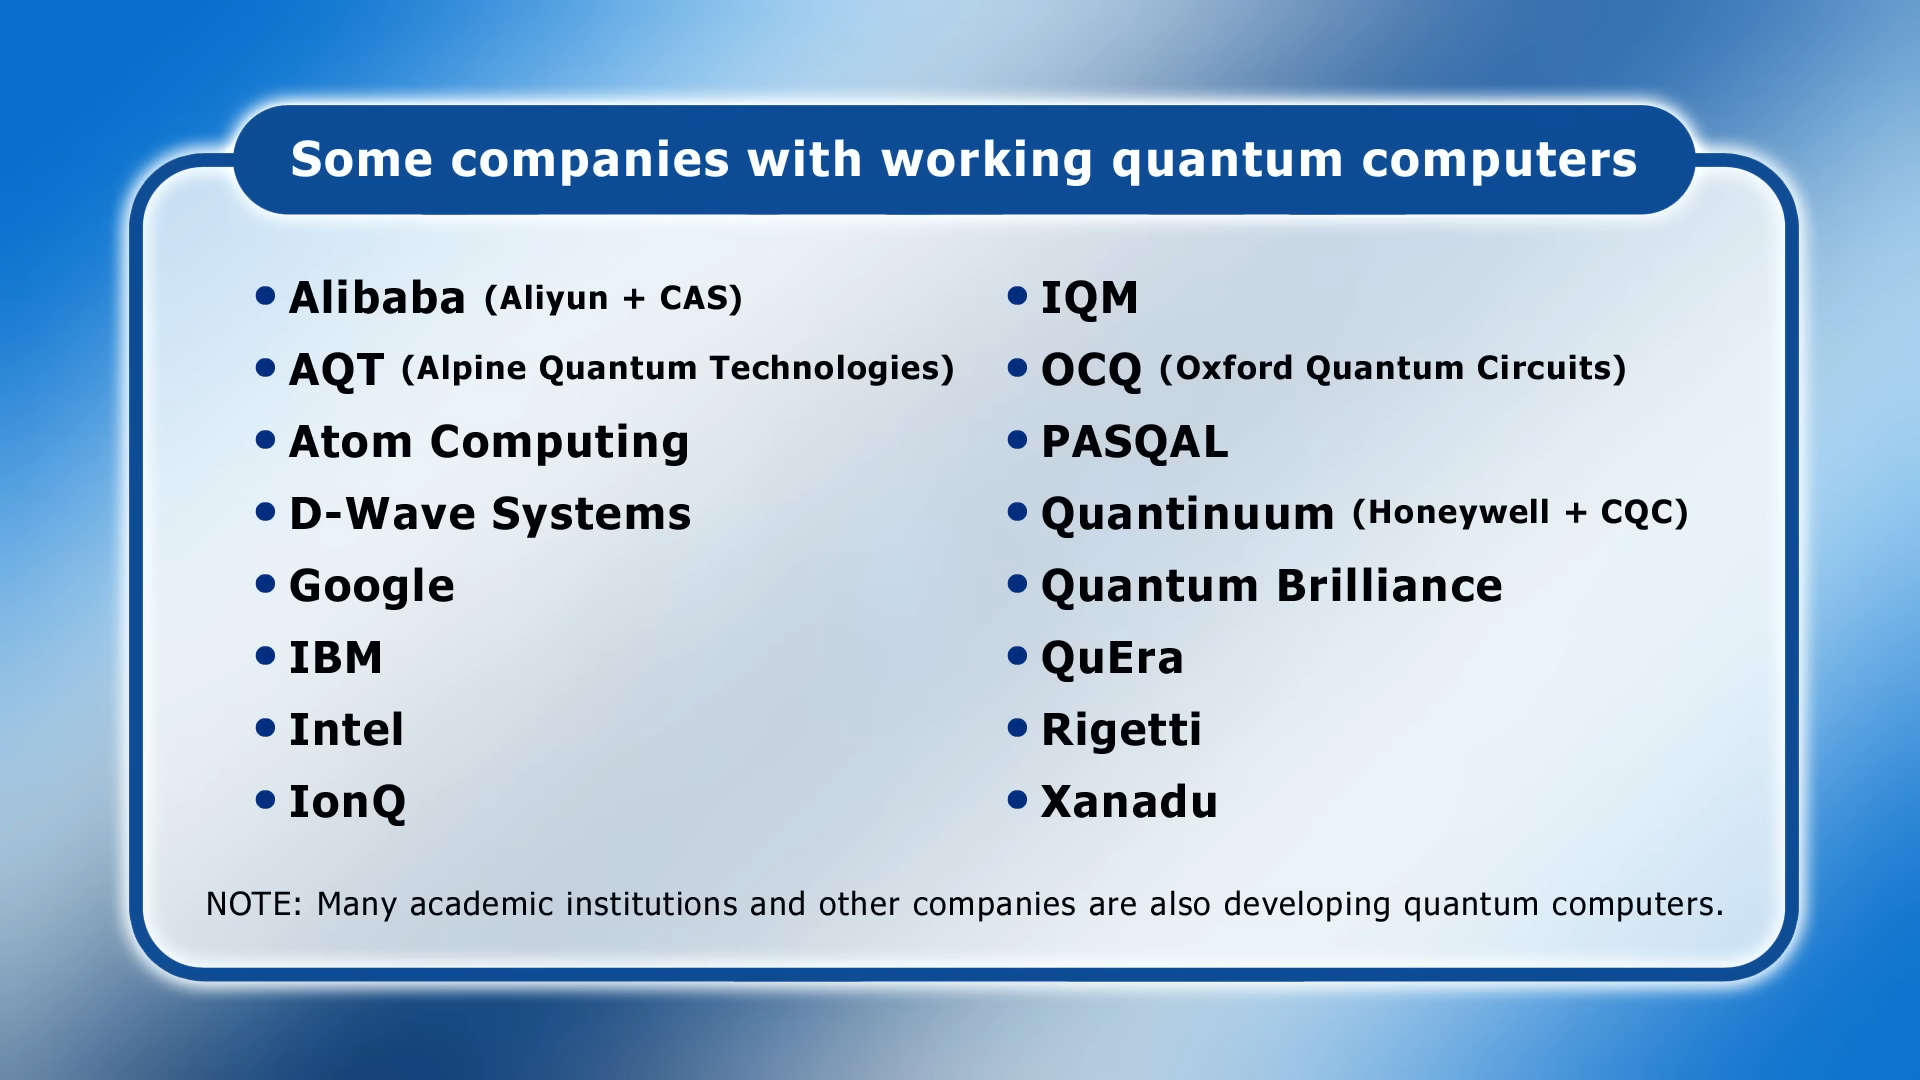 Some companies with working quantum computers
• Alibaba (Aliyun + CAS)
• AQT (Alpine Quantum Technologies)
• Atom Computing
• D-Wave Systems
• Google
• IBM
• Intel
• IonQ
• IQM
• OCQ (Oxford Quantum Circuits)
• PASQAL
• Quantinuum (Honeywell + CQC)
• Quantum Brilliance
• QuEra
• Rigetti
• Xanadu
NOTE: Many academic institutions and other companies are also developing quantum computers.